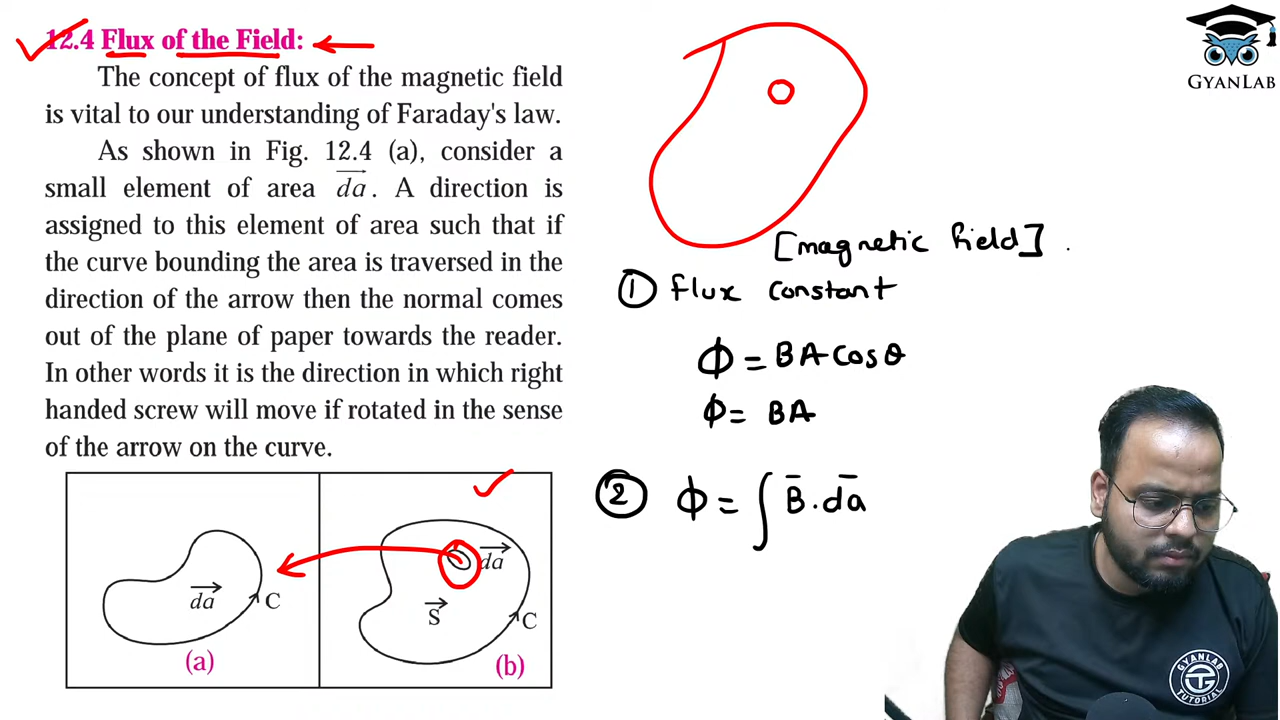 12.4 Flux of the Field:
The concept of flux of the magnetic field
is vital to our understanding of Faraday's law.
As shown in Fig. 12.4 (a), consider a
small element of area da. A direction is
assigned to this element of area such that if
the curve bounding the area is traversed in the
direction of the arrow then the normal comes
out of the plane of paper towards the reader.
In other words it is the direction in which right
handed screw will move if rotated in the sense
of the arrow on the curve.
da
C
(a)
da
S
C
(b)
[magnetic field].
① flux constant
Φ = BA cosθ
Φ = BA
② Φ = ∫ B̄ . dā
GYANLAB
GYANLAB
TUTORIAL